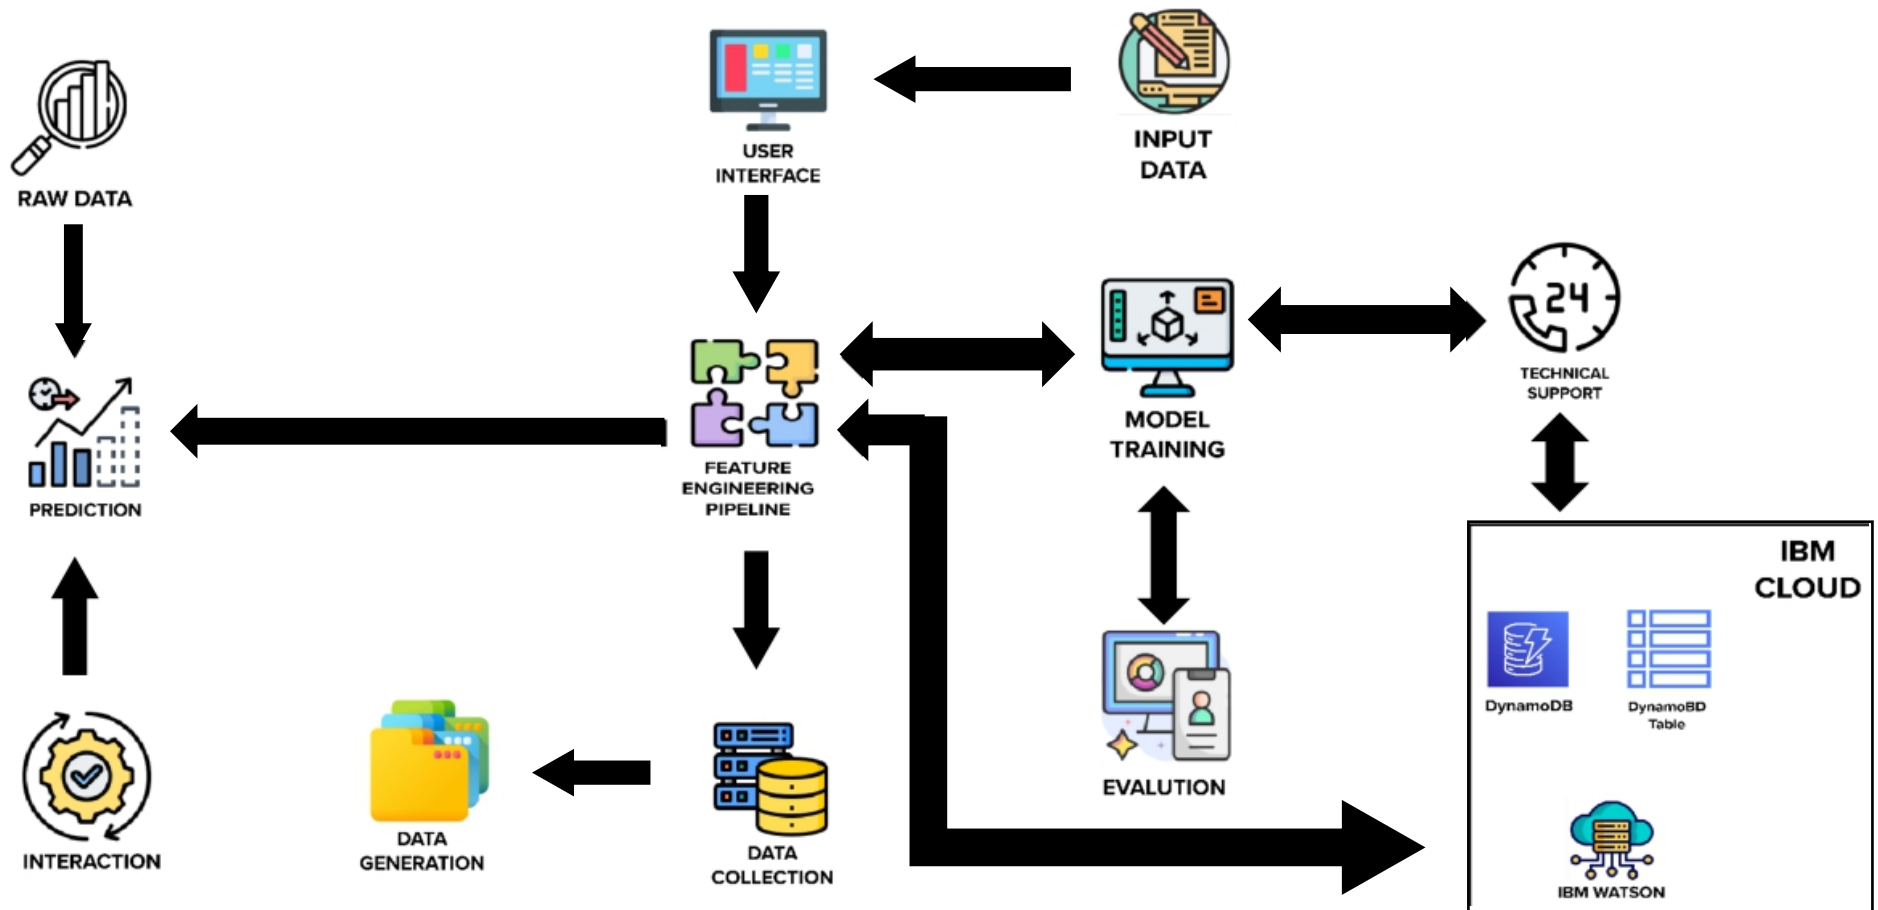 INPUT
DATA
USER
INTERFACE
RAW DATA
24
TECHNICAL
SUPPORT
MODEL
TRAINING
FEATURE
ENGINEERING
PIPELINE
PREDICTION
IBM
CLOUD
DynamoDB
DynamoBD
Table
EVALUTION
DATA
GENERATION
DATA
COLLECTION
INTERACTION
IBM WATSON